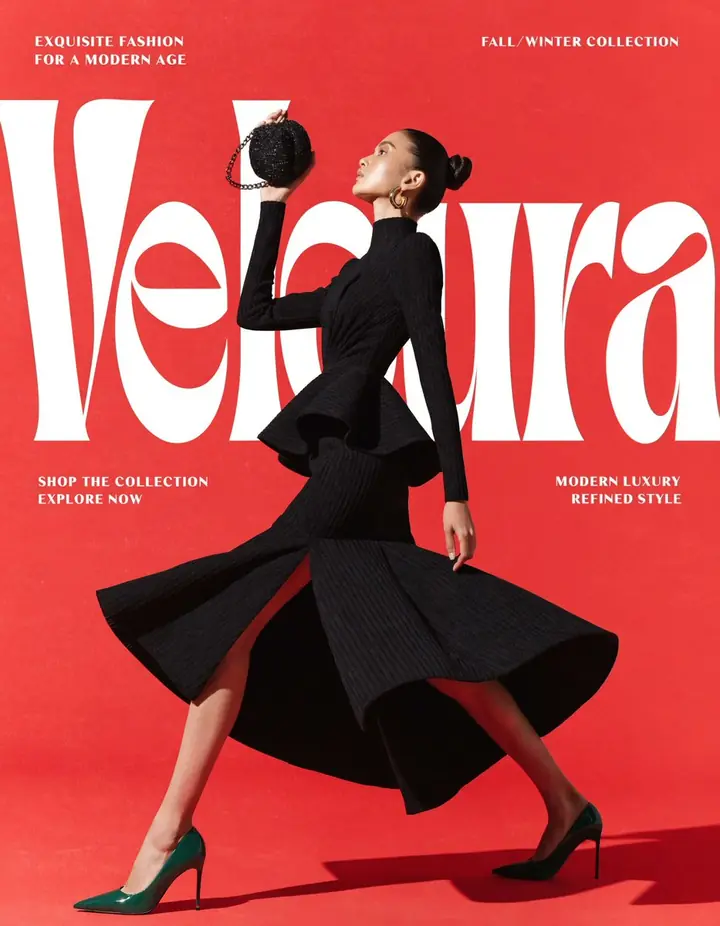 EXQUISITE FASHION
FOR A MODERN AGE
FALL/WINTER COLLECTION
Veloura
SHOP THE COLLECTION
EXPLORE NOW
MODERN LUXURY
REFINED STYLE